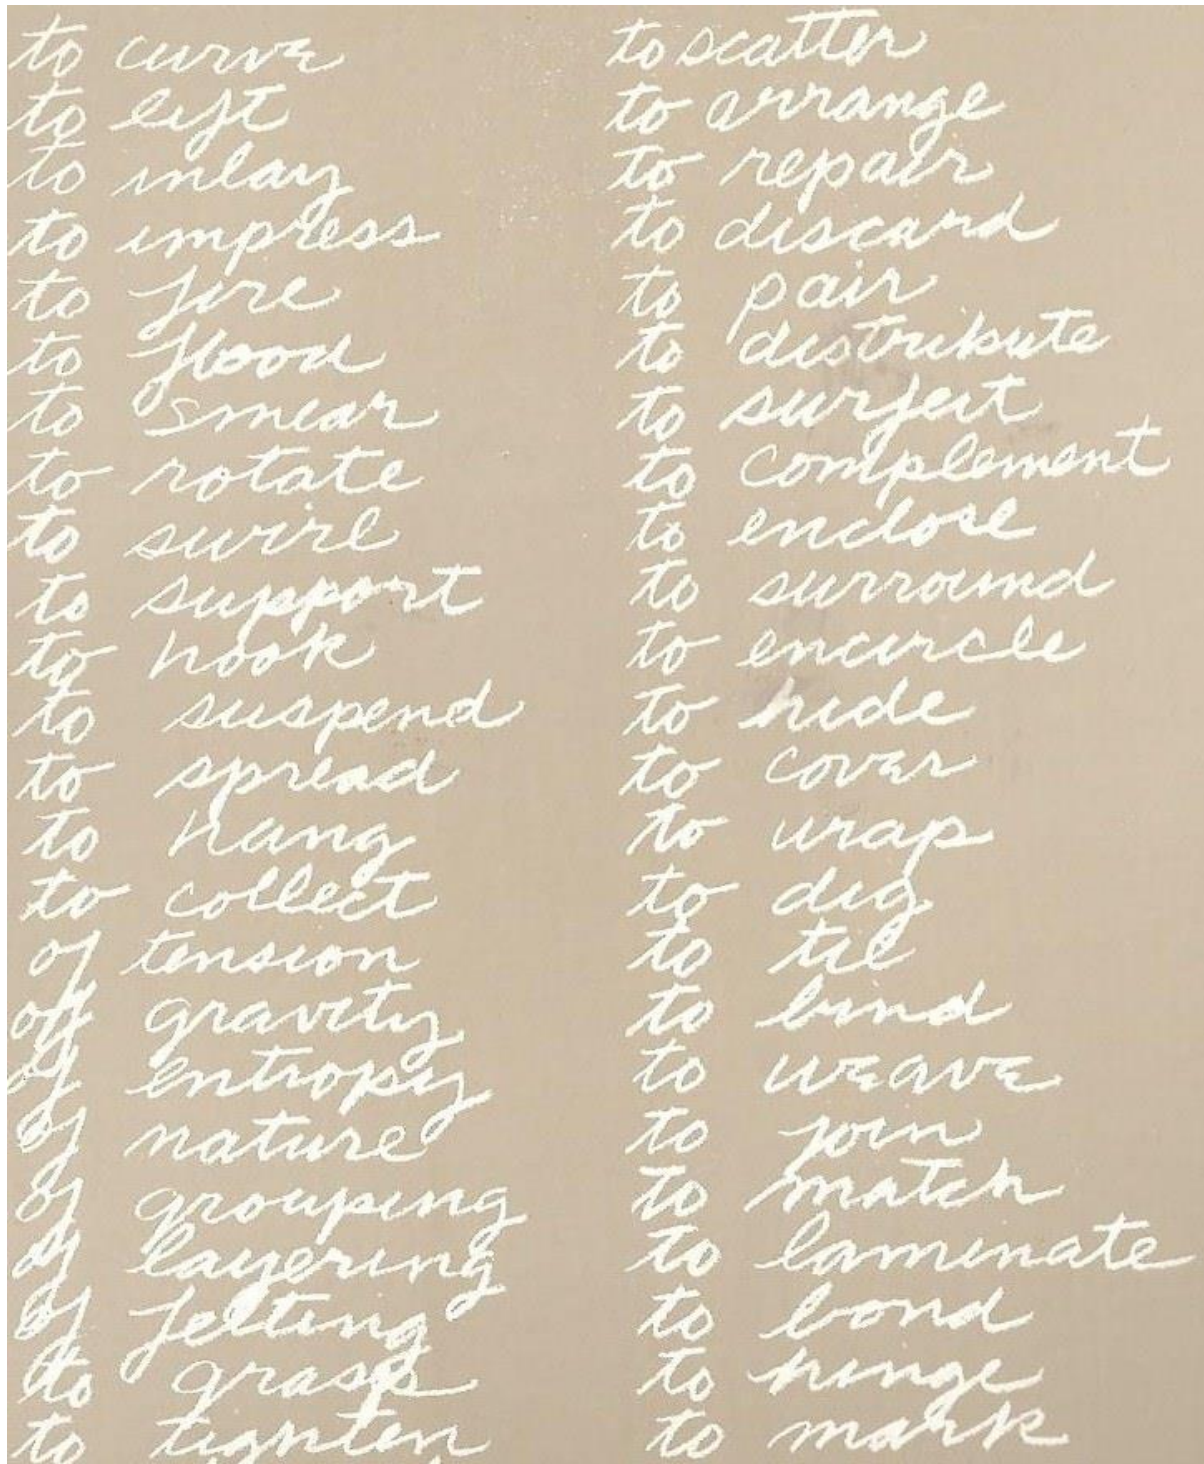 to curve
to lift
to inlay
to impress
to fire
to flood
to smear
to rotate
to swirl
to support
to hook
to suspend
to spread
to hang
to collect
of tension
of gravity
of entropy
of nature
of grouping
of layering
of felting
to grasp
to tighten
to scatter
to arrange
to repair
to discard
to pair
to distribute
to surfeit
to complement
to enclose
to surround
to encircle
to hide
to cover
to wrap
to dig
to tie
to bind
to weave
to join
to match
to laminate
to bond
to hinge
to mark